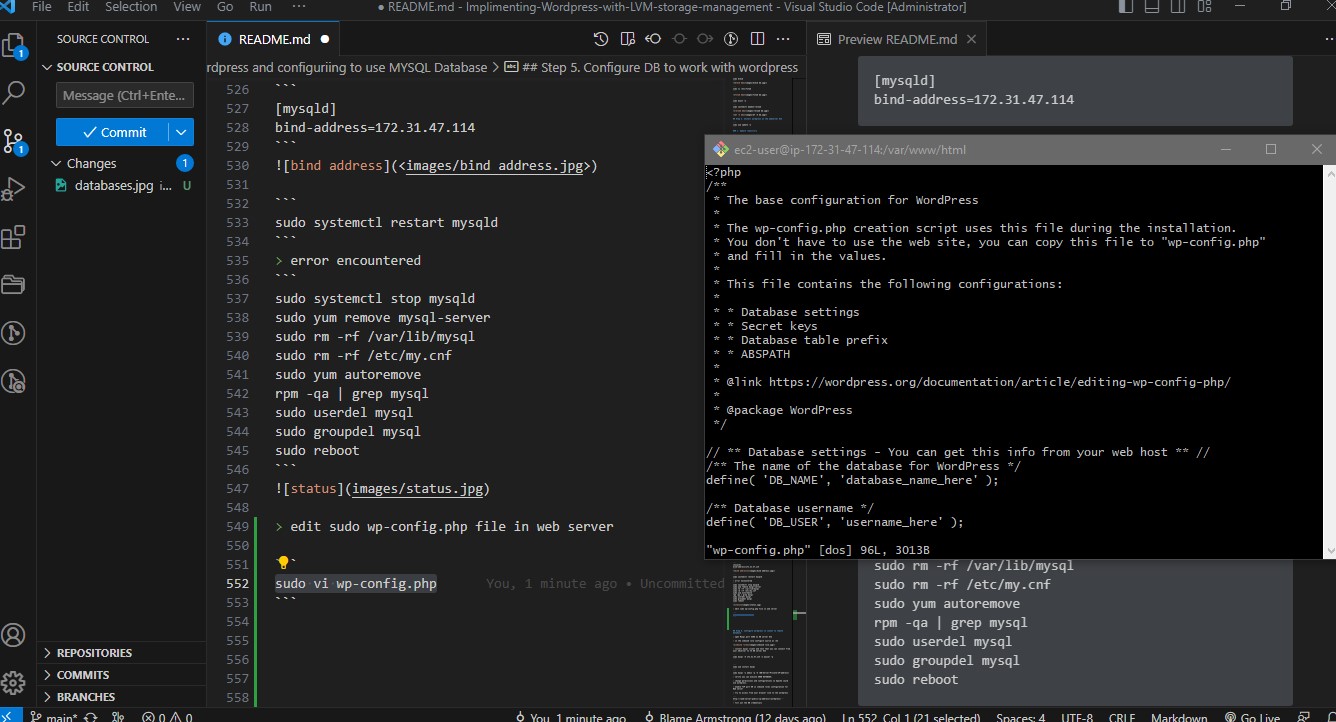 File Edit Selection View Go Run ··· ● README.md - Implimenting-Wordpress-with-LVM-storage-management - Visual Studio Code [Administrator]
SOURCE CONTROL ···
SOURCE CONTROL
Message (Ctrl+Ente...
Commit
Changes 1
databases.jpg i... U
REPOSITORIES
COMMITS
BRANCHES
README.md ●
rdpress and configuriing to use MYSQL Database > ## Step 5. Configure DB to work with wordpress
526 ```
527 [mysqld]
528 bind-address=172.31.47.114
529 ```
530 ![bind address](<images/bind address.jpg>)
531
532 ```
533 sudo systemctl restart mysqld
534 ```
535 > error encountered
536 ```
537 sudo systemctl stop mysqld
538 sudo yum remove mysql-server
539 sudo rm -rf /var/lib/mysql
540 sudo rm -rf /etc/my.cnf
541 sudo yum autoremove
542 rpm -qa | grep mysql
543 sudo userdel mysql
544 sudo groupdel mysql
545 sudo reboot
546 ```
547 ![status](images/status.jpg)
548
549 > edit sudo wp-config.php file in web server
550
551 ```
552 sudo vi wp-config.php You, 1 minute ago • Uncommitted
553 ```
554
555
556
557
558
Preview README.md
[mysqld]
bind-address=172.31.47.114
ec2-user@ip-172-31-47-114:/var/www/html
<?php
/**
* The base configuration for WordPress
*
* The wp-config.php creation script uses this file during the installation.
* You don't have to use the web site, you can copy this file to "wp-config.php"
* and fill in the values.
*
* This file contains the following configurations:
*
* * Database settings
* * Secret keys
* * Database table prefix
* * ABSPATH
*
* @link https://wordpress.org/documentation/article/editing-wp-config-php/
*
* @package WordPress
*/
// ** Database settings - You can get this info from your web host ** //
/** The name of the database for WordPress */
define( 'DB_NAME', 'database_name_here' );
/** Database username */
define( 'DB_USER', 'username_here' );
"wp-config.php" [dos] 96L, 3013B
sudo rm -rf /var/lib/mysql
sudo rm -rf /etc/my.cnf
sudo yum autoremove
rpm -qa | grep mysql
sudo userdel mysql
sudo groupdel mysql
sudo reboot
main* 0 0 You, 1 minute ago Blame Armstrong (12 days ago) Ln 552, Col 1 (21 selected) Spaces: 4 UTF-8 CRLF Markdown Go Live